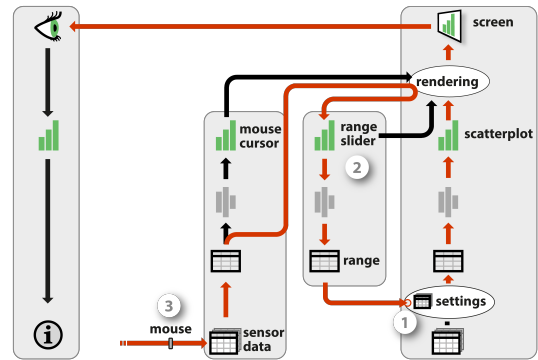 screen
rendering
mouse
cursor
range
slider
scatterplot
2
range
settings
3
1
mouse
sensor
data
i